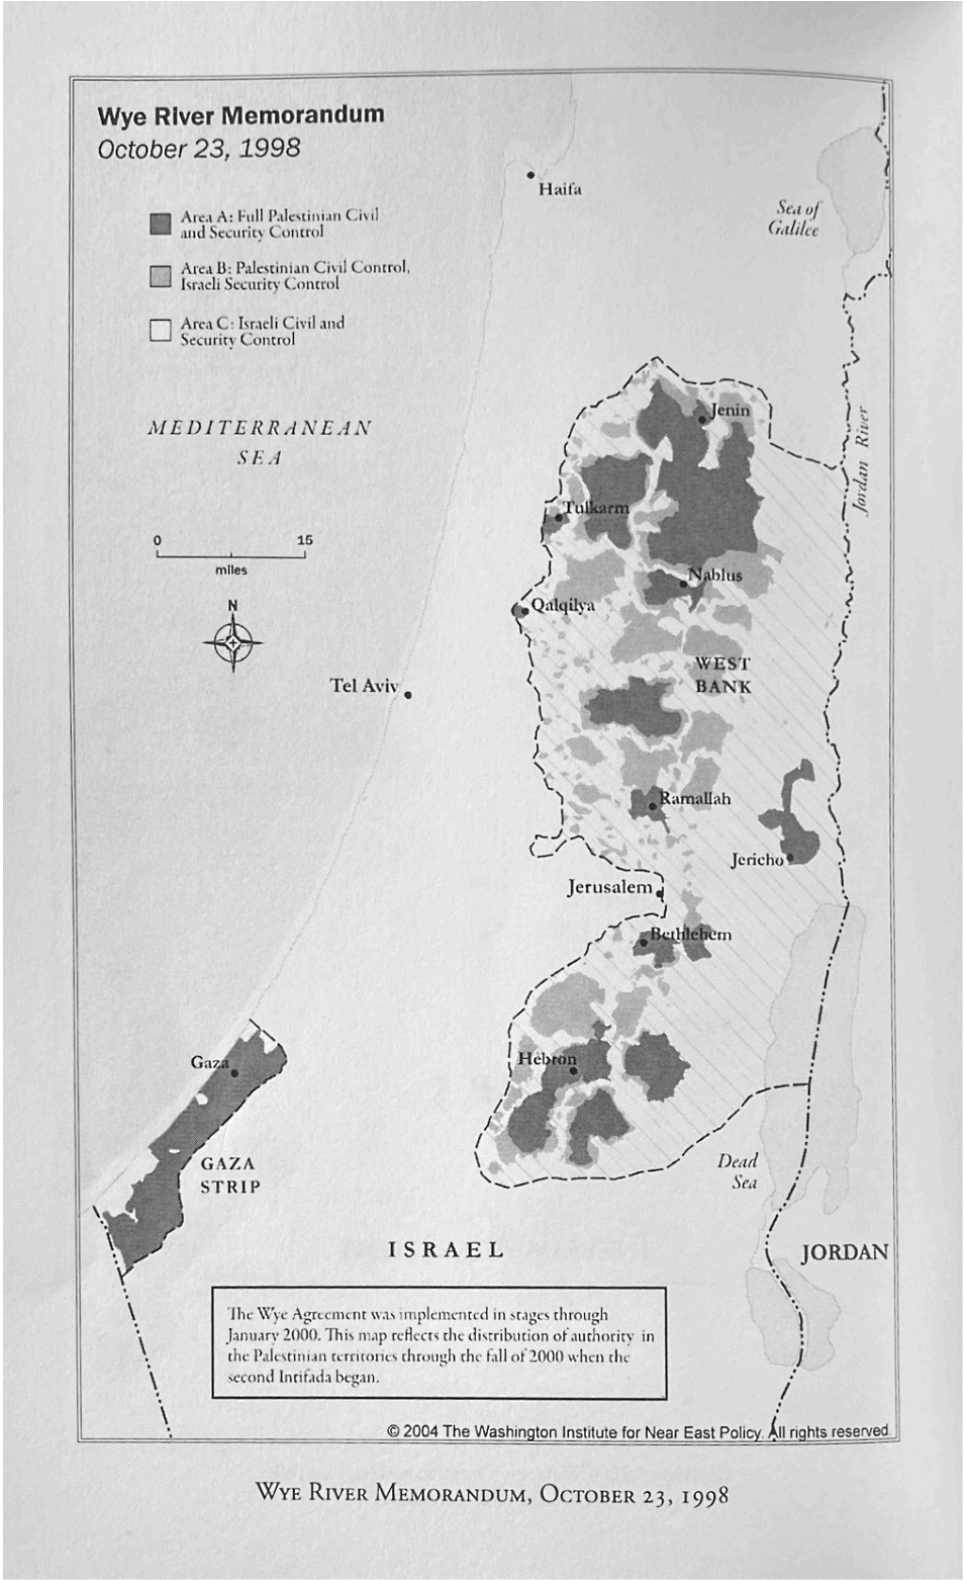 Wye River Memorandum
October 23, 1998
Area A: Full Palestinian Civil
and Security Control
Area B: Palestinian Civil Control,
Israeli Security Control
Area C: Israeli Civil and
Security Control
Haifa
Sea of
Galilee
MEDITERRANEAN
SEA
0 15
miles
N
Jenin
Jordan River
Tulkarm
Nablus
Qalqilya
WEST
BANK
Tel Aviv
Ramallah
Jericho
Jerusalem
Bethlehem
Hebron
Gaza
GAZA
STRIP
Dead
Sea
ISRAEL
JORDAN
The Wye Agreement was implemented in stages through
January 2000. This map reflects the distribution of authority in
the Palestinian territories through the fall of 2000 when the
second Intifada began.
© 2004 The Washington Institute for Near East Policy. All rights reserved.
WYE RIVER MEMORANDUM, OCTOBER 23, 1998